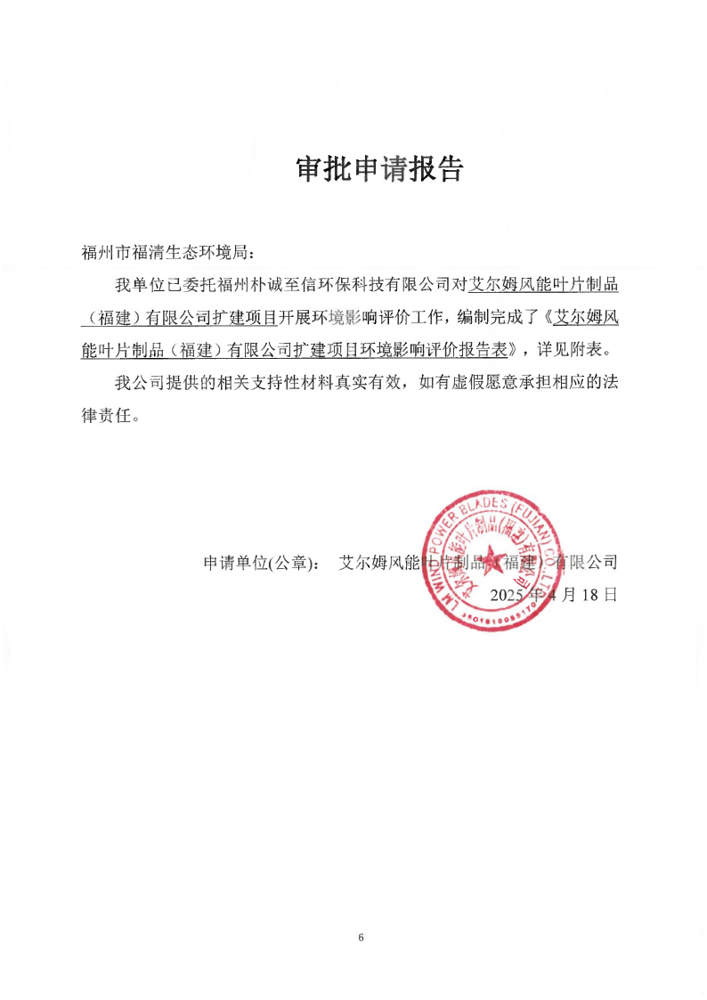 审批申请报告
福州市福清生态环境局：
我单位已委托福州朴诚至信环保科技有限公司对艾尔姆风能叶片制品
（福建）有限公司扩建项目开展环境影响评价工作，编制完成了《艾尔姆风
能叶片制品（福建）有限公司扩建项目环境影响评价报告表》，详见附表。
我公司提供的相关支持性材料真实有效，如有虚假愿意承担相应的法
律责任。
申请单位(公章)： 艾尔姆风能叶片制品（福建）有限公司
2025 年 4 月 18 日
LM WIND POWER BLADES (FUJIAN) CO.,LTD
艾尔姆风能叶片制品(福建)有限公司
6